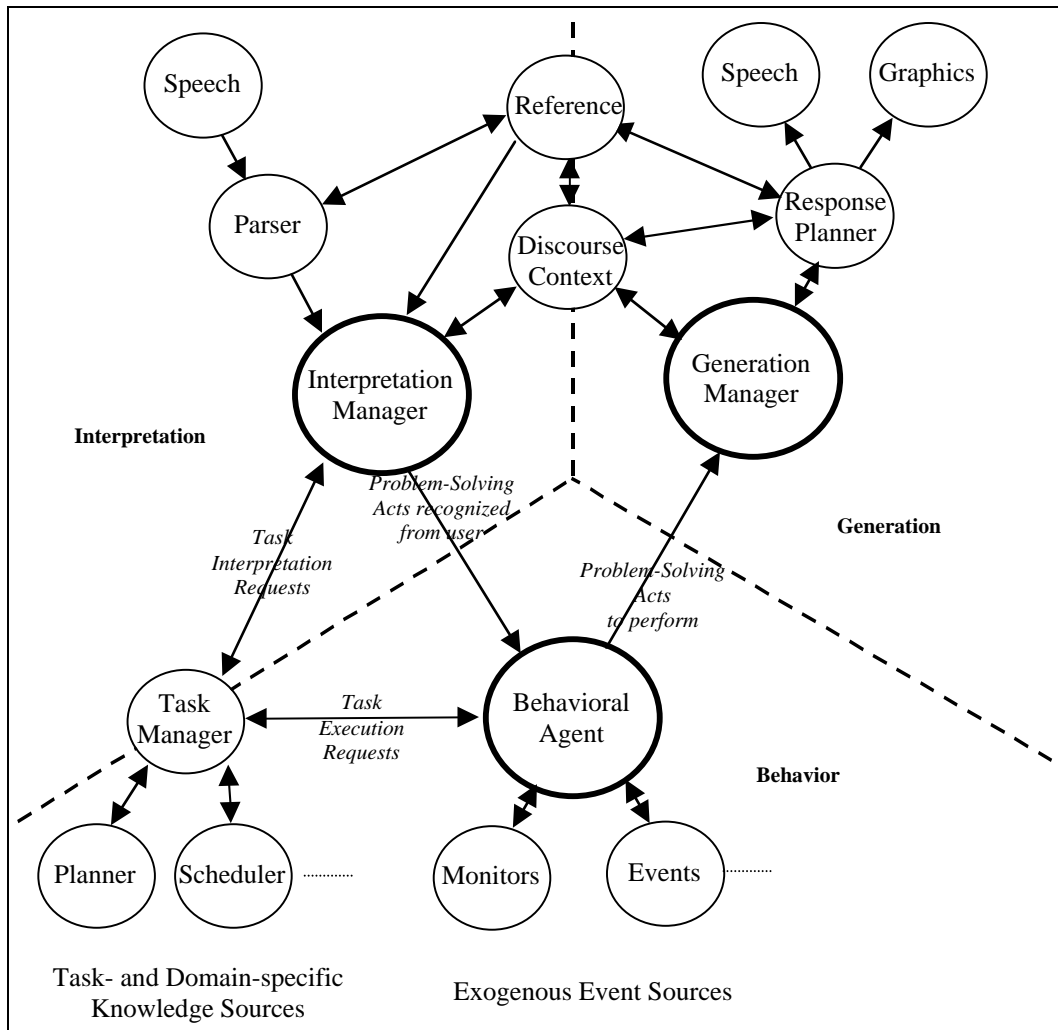 Speech
Speech
Graphics
Reference
Parser
Response
Planner
Discourse
Context
Interpretation
Manager
Generation
Manager
Interpretation
Problem-Solving
Acts recognized
from user
Generation
Task
Interpretation
Requests
Problem-Solving
Acts
to perform
Task
Manager
Task
Execution
Requests
Behavioral
Agent
Behavior
Planner
Scheduler
.............
Monitors
Events
............
Task- and Domain-specific
Knowledge Sources
Exogenous Event Sources